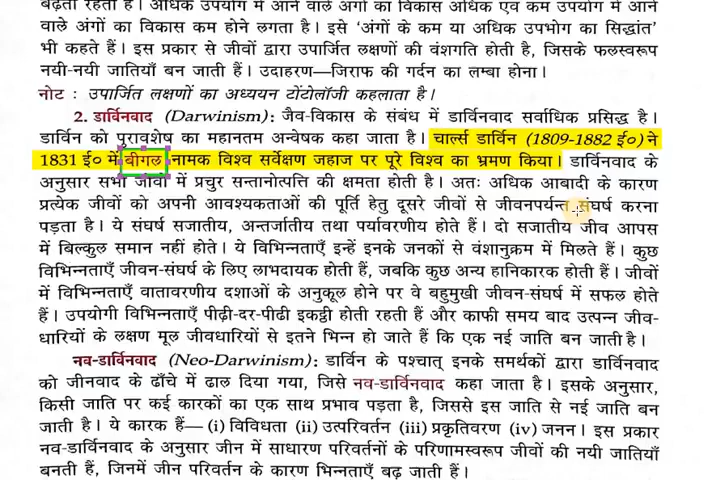 बढ़ता रहता है। अधिक उपयोग में आने वाले अंगों का विकास अधिक एवं कम उपयोग में आने
वाले अंगों का विकास कम होने लगता है। इसे ‘अंगों के कम या अधिक उपभोग का सिद्धांत’
भी कहते हैं। इस प्रकार से जीवों द्वारा उपार्जित लक्षणों की वंशगति होती है, जिसके फलस्वरूप
नयी-नयी जातियाँ बन जाती हैं। उदाहरण—जिराफ की गर्दन का लम्बा होना।
नोट : उपार्जित लक्षणों का अध्ययन टोंटोलॉजी कहलाता है।
2. डार्विनवाद (Darwinism): जैव-विकास के संबंध में डार्विनवाद सर्वाधिक प्रसिद्ध है।
डार्विन को पुरावशेष का महानतम अन्वेषक कहा जाता है। चार्ल्स डार्विन (1809-1882 ई०) ने
1831 ई० में बीगल नामक विश्व सर्वेक्षण जहाज पर पूरे विश्व का भ्रमण किया। डार्विनवाद के
अनुसार सभी जीवों में प्रचुर सन्तानोत्पत्ति की क्षमता होती है। अतः अधिक आबादी के कारण
प्रत्येक जीवों को अपनी आवश्यकताओं की पूर्ति हेतु दूसरे जीवों से जीवनपर्यन्त संघर्ष करना
पड़ता है। ये संघर्ष सजातीय, अन्तर्जातीय तथा पर्यावरणीय होते हैं। दो सजातीय जीव आपस
में बिल्कुल समान नहीं होते। ये विभिन्नताएँ इन्हें इनके जनकों से वंशानुक्रम में मिलते हैं। कुछ
विभिन्नताएँ जीवन-संघर्ष के लिए लाभदायक होती हैं, जबकि कुछ अन्य हानिकारक होती हैं। जीवों
में विभिन्नताएँ वातावरणीय दशाओं के अनुकूल होने पर वे बहुमुखी जीवन-संघर्ष में सफल होते
हैं। उपयोगी विभिन्नताएँ पीढ़ी-दर-पीढी इकट्ठी होती रहती हैं और काफी समय बाद उत्पन्न जीव-
धारियों के लक्षण मूल जीवधारियों से इतने भिन्न हो जाते हैं कि एक नई जाति बन जाती है।
नव-डार्विनवाद (Neo-Darwinism): डार्विन के पश्चात् इनके समर्थकों द्वारा डार्विनवाद
को जीनवाद के ढाँचे में ढाल दिया गया, जिसे नव-डार्विनवाद कहा जाता है। इसके अनुसार,
किसी जाति पर कई कारकों का एक साथ प्रभाव पड़ता है, जिससे इस जाति से नई जाति बन
जाती है। ये कारक हैं— (i) विविधता (ii) उत्परिवर्तन (iii) प्रकृतिवरण (iv) जनन। इस प्रकार
नव-डार्विनवाद के अनुसार जीन में साधारण परिवर्तनों के परिणामस्वरूप जीवों की नयी जातियाँ
बनती हैं, जिनमें जीन परिवर्तन के कारण भिन्नताएँ बढ़ जाती हैं।